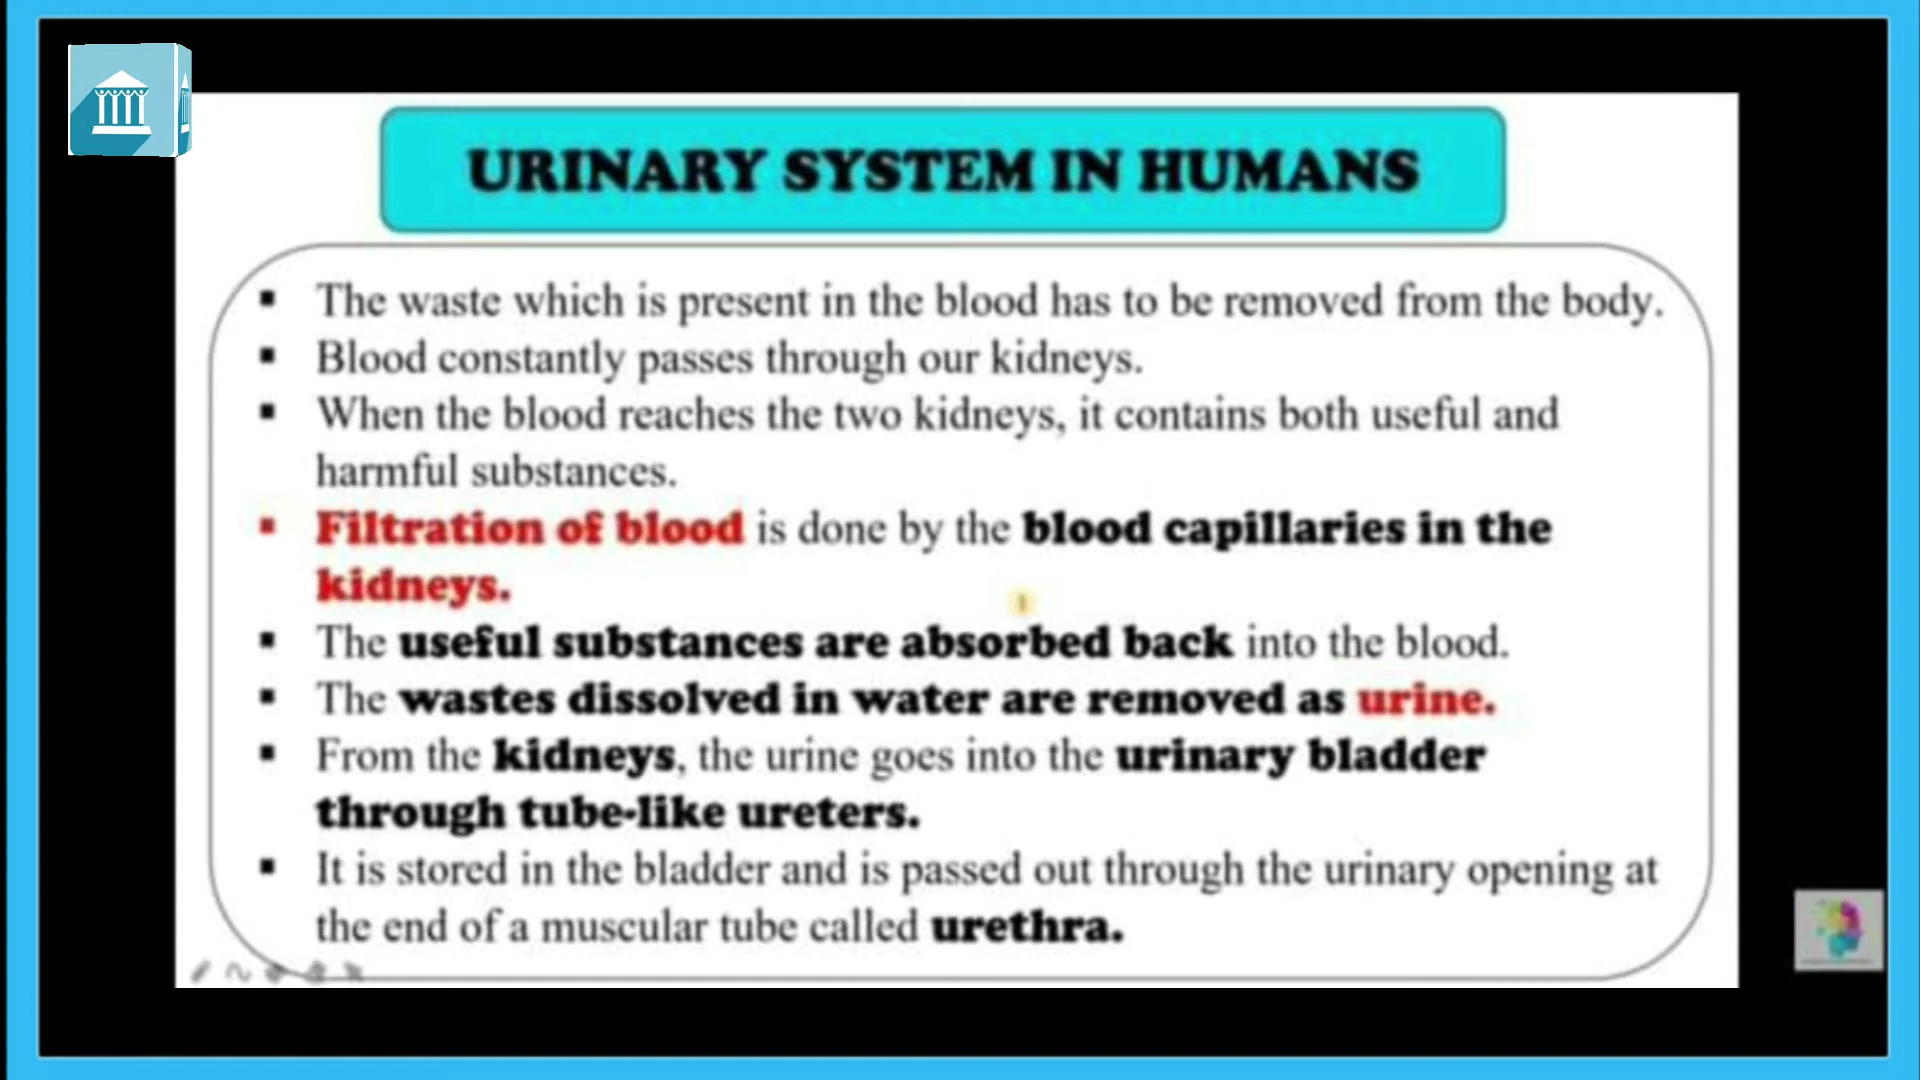 URINARY SYSTEM IN HUMANS
▪ The waste which is present in the blood has to be removed from the body.
▪ Blood constantly passes through our kidneys.
▪ When the blood reaches the two kidneys, it contains both useful and
harmful substances.
▪ Filtration of blood is done by the blood capillaries in the
kidneys.
▪ The useful substances are absorbed back into the blood.
▪ The wastes dissolved in water are removed as urine.
▪ From the kidneys, the urine goes into the urinary bladder
through tube-like ureters.
▪ It is stored in the bladder and is passed out through the urinary opening at
the end of a muscular tube called urethra.